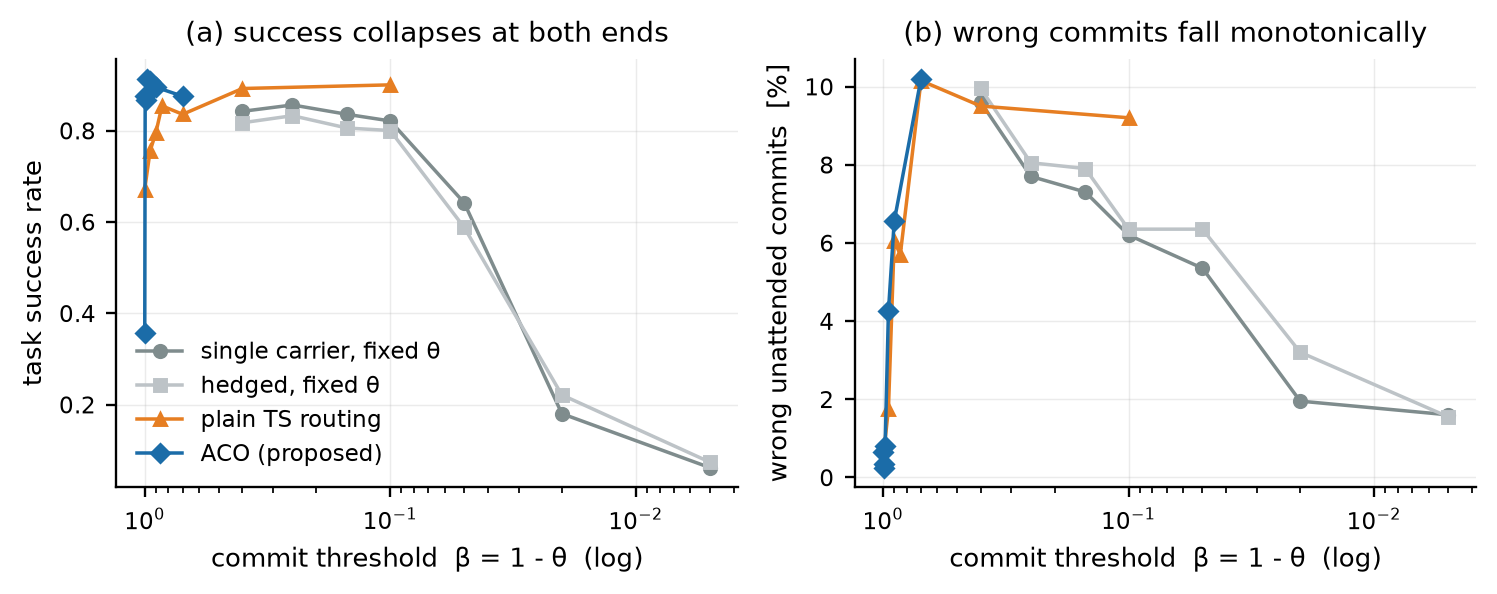 (a) success collapses at both ends
task success rate
0.8
0.6
0.4
0.2
single carrier, fixed θ
hedged, fixed θ
plain TS routing
ACO (proposed)
10⁰
10⁻¹
10⁻²
commit threshold β = 1 - θ (log)
(b) wrong commits fall monotonically
wrong unattended commits [%]
10
8
6
4
2
0
10⁰
10⁻¹
10⁻²
commit threshold β = 1 - θ (log)